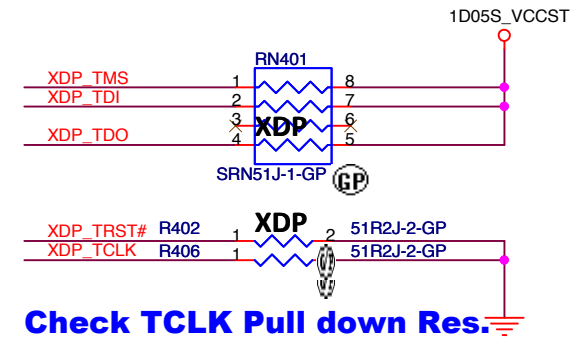 1D05S_VCCST
RN401
XDP_TMS 1 8
XDP_TDI 2 7
3 XDP 6
XDP_TDO 4 5
SRN51J-1-GP GP
XDP
XDP_TRST# R402 1 2 51R2J-2-GP
XDP_TCLK R406 1 51R2J-2-GP
Check TCLK Pull down Res.